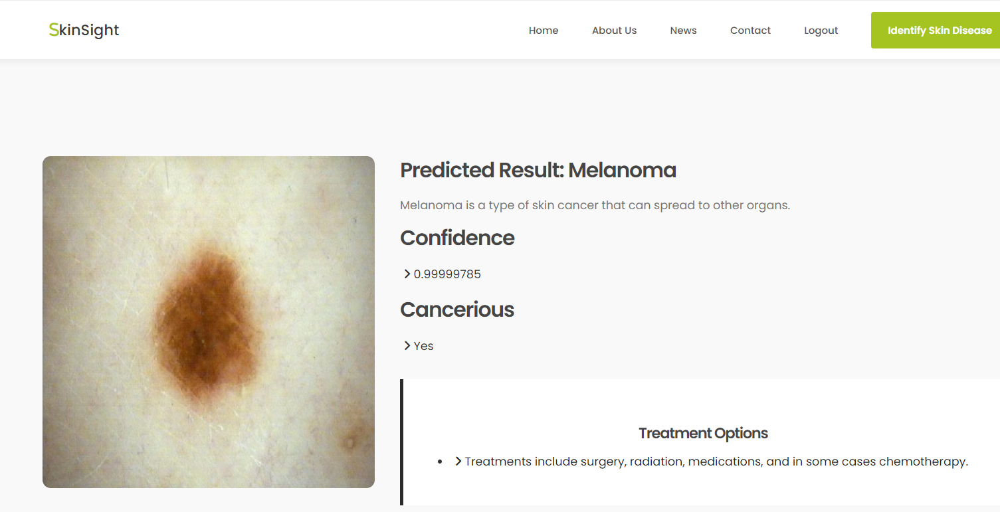 SkinSight
Home About Us News Contact Logout Identify Skin Disease
Predicted Result: Melanoma
Melanoma is a type of skin cancer that can spread to other organs.
Confidence
0.99999785
Cancerious
Yes
Treatment Options
Treatments include surgery, radiation, medications, and in some cases chemotherapy.